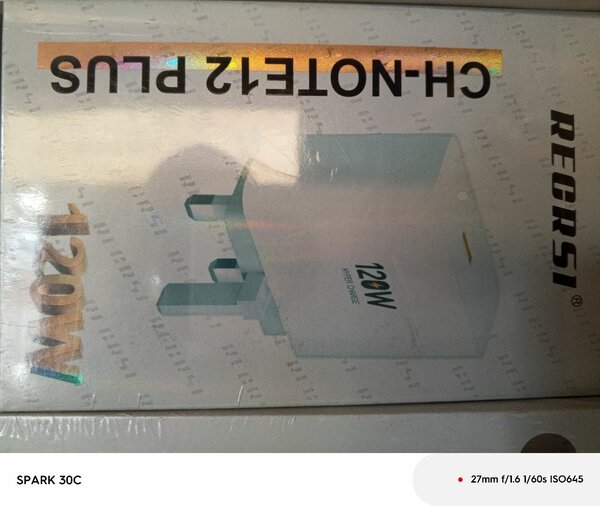 CH-NOTE12 PLUS
RECRSI®
120W
HYPER CHARGE
120W
SPARK 30C
27mm f/1.6 1/60s ISO645